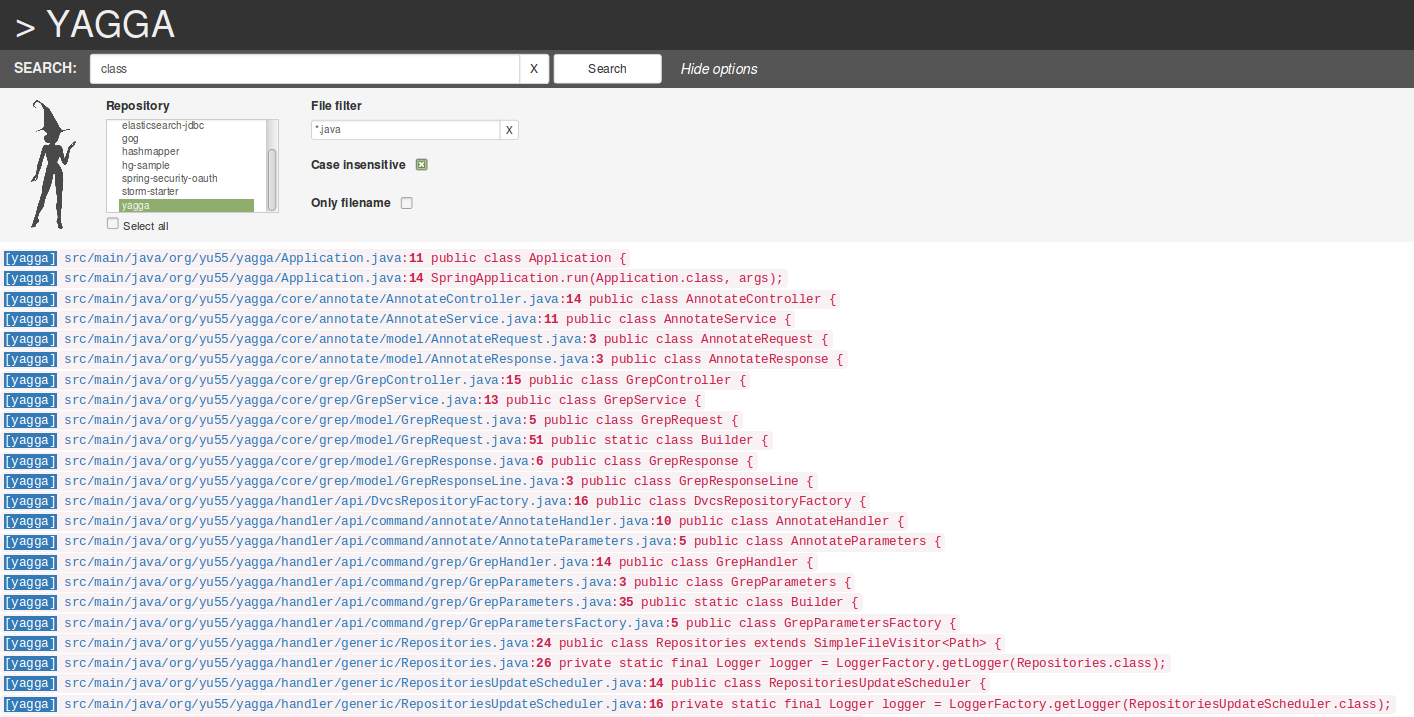 > YAGGA
SEARCH: class X Search Hide options
Repository
elasticsearch-jdbc
gog
hashmapper
hg-sample
spring-security-oauth
storm-starter
yagga
Select all
File filter
*.java X
Case insensitive
Only filename
[yagga] src/main/java/org/yu55/yagga/Application.java:11 public class Application {
[yagga] src/main/java/org/yu55/yagga/Application.java:14 SpringApplication.run(Application.class, args);
[yagga] src/main/java/org/yu55/yagga/core/annotate/AnnotateController.java:14 public class AnnotateController {
[yagga] src/main/java/org/yu55/yagga/core/annotate/AnnotateService.java:11 public class AnnotateService {
[yagga] src/main/java/org/yu55/yagga/core/annotate/model/AnnotateRequest.java:3 public class AnnotateRequest {
[yagga] src/main/java/org/yu55/yagga/core/annotate/model/AnnotateResponse.java:3 public class AnnotateResponse {
[yagga] src/main/java/org/yu55/yagga/core/grep/GrepController.java:15 public class GrepController {
[yagga] src/main/java/org/yu55/yagga/core/grep/GrepService.java:13 public class GrepService {
[yagga] src/main/java/org/yu55/yagga/core/grep/model/GrepRequest.java:5 public class GrepRequest {
[yagga] src/main/java/org/yu55/yagga/core/grep/model/GrepRequest.java:51 public static class Builder {
[yagga] src/main/java/org/yu55/yagga/core/grep/model/GrepResponse.java:6 public class GrepResponse {
[yagga] src/main/java/org/yu55/yagga/core/grep/model/GrepResponseLine.java:3 public class GrepResponseLine {
[yagga] src/main/java/org/yu55/yagga/handler/api/DvcsRepositoryFactory.java:16 public class DvcsRepositoryFactory {
[yagga] src/main/java/org/yu55/yagga/handler/api/command/annotate/AnnotateHandler.java:10 public class AnnotateHandler {
[yagga] src/main/java/org/yu55/yagga/handler/api/command/annotate/AnnotateParameters.java:5 public class AnnotateParameters {
[yagga] src/main/java/org/yu55/yagga/handler/api/command/grep/GrepHandler.java:14 public class GrepHandler {
[yagga] src/main/java/org/yu55/yagga/handler/api/command/grep/GrepParameters.java:3 public class GrepParameters {
[yagga] src/main/java/org/yu55/yagga/handler/api/command/grep/GrepParameters.java:35 public static class Builder {
[yagga] src/main/java/org/yu55/yagga/handler/api/command/grep/GrepParametersFactory.java:5 public class GrepParametersFactory {
[yagga] src/main/java/org/yu55/yagga/handler/generic/Repositories.java:24 public class Repositories extends SimpleFileVisitor<Path> {
[yagga] src/main/java/org/yu55/yagga/handler/generic/Repositories.java:26 private static final Logger logger = LoggerFactory.getLogger(Repositories.class);
[yagga] src/main/java/org/yu55/yagga/handler/generic/RepositoriesUpdateScheduler.java:14 public class RepositoriesUpdateScheduler {
[yagga] src/main/java/org/yu55/yagga/handler/generic/RepositoriesUpdateScheduler.java:16 private static final Logger logger = LoggerFactory.getLogger(RepositoriesUpdateScheduler.class);